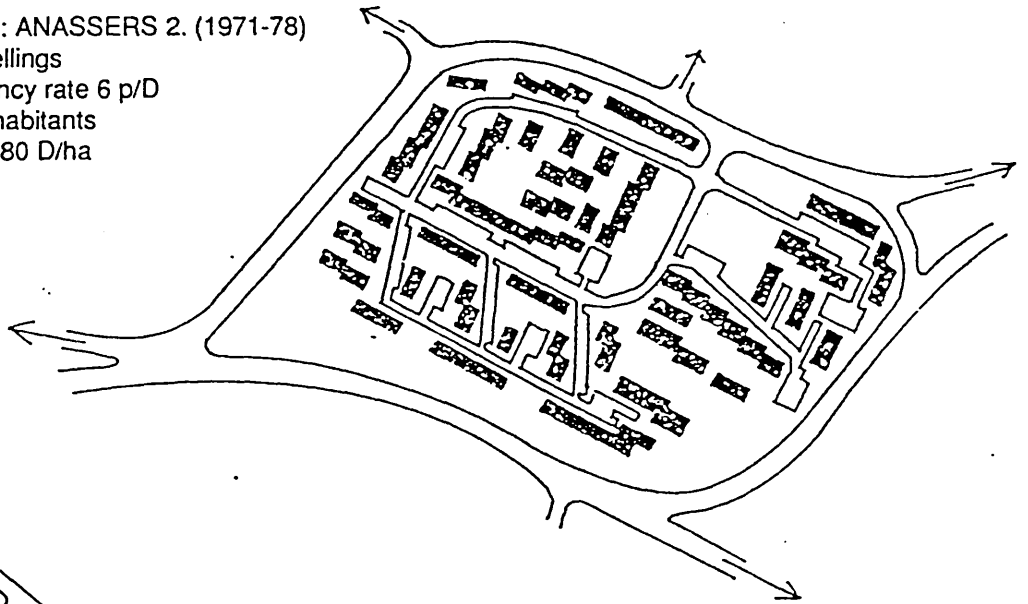 : ANASSERS 2. (1971-78)
ellings
ncy rate 6 p/D
habitants
80 D/ha